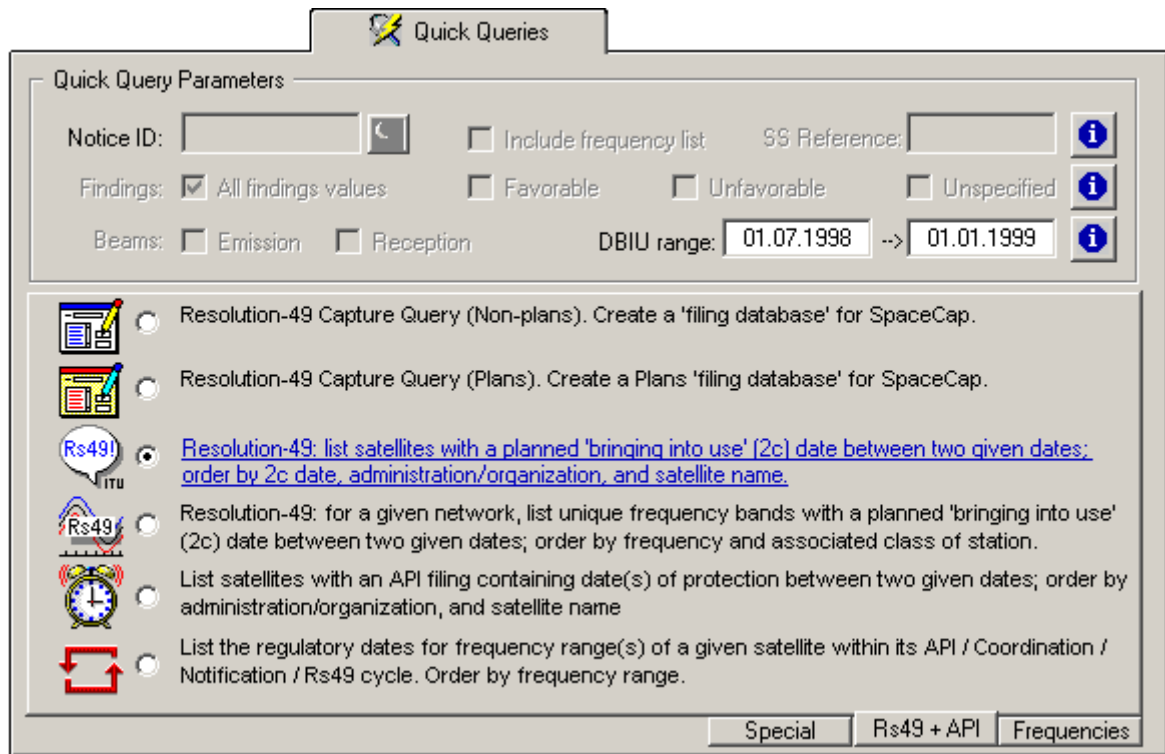 Quick Queries
Quick Query Parameters
Notice ID:
Include frequency list
SS Reference:
Findings: All findings values Favorable Unfavorable Unspecified
Beams: Emission Reception DBIU range: 01.07.1998 --> 01.01.1999
Resolution-49 Capture Query (Non-plans). Create a 'filing database' for SpaceCap.
Resolution-49 Capture Query (Plans). Create a Plans 'filing database' for SpaceCap.
Rs49!
ITU
Resolution-49: list satellites with a planned 'bringing into use' (2c) date between two given dates;
order by 2c date, administration/organization, and satellite name.
Rs49
Resolution-49: for a given network, list unique frequency bands with a planned 'bringing into use'
(2c) date between two given dates; order by frequency and associated class of station.
List satellites with an API filing containing date(s) of protection between two given dates; order by
administration/organization, and satellite name
List the regulatory dates for frequency range(s) of a given satellite within its API / Coordination /
Notification / Rs49 cycle. Order by frequency range.
Special Rs49 + API Frequencies